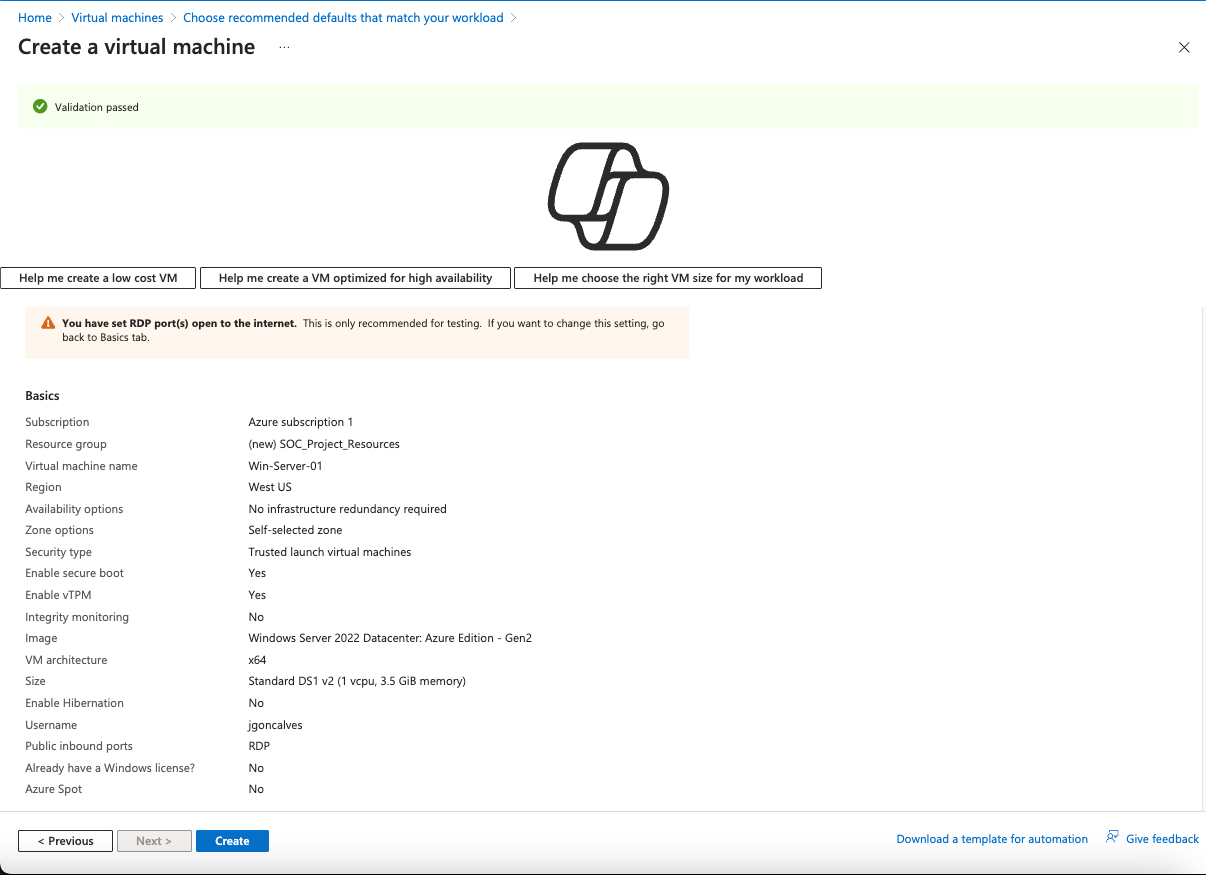 Home > Virtual machines > Choose recommended defaults that match your workload >
Create a virtual machine ...
Validation passed
Help me create a low cost VM Help me create a VM optimized for high availability Help me choose the right VM size for my workload
You have set RDP port(s) open to the internet. This is only recommended for testing. If you want to change this setting, go
back to Basics tab.
Basics
Subscription Azure subscription 1
Resource group (new) SOC_Project_Resources
Virtual machine name Win-Server-01
Region West US
Availability options No infrastructure redundancy required
Zone options Self-selected zone
Security type Trusted launch virtual machines
Enable secure boot Yes
Enable vTPM Yes
Integrity monitoring No
Image Windows Server 2022 Datacenter: Azure Edition - Gen2
VM architecture x64
Size Standard DS1 v2 (1 vcpu, 3.5 GiB memory)
Enable Hibernation No
Username jgoncalves
Public inbound ports RDP
Already have a Windows license? No
Azure Spot No
< Previous Next > Create Download a template for automation Give feedback